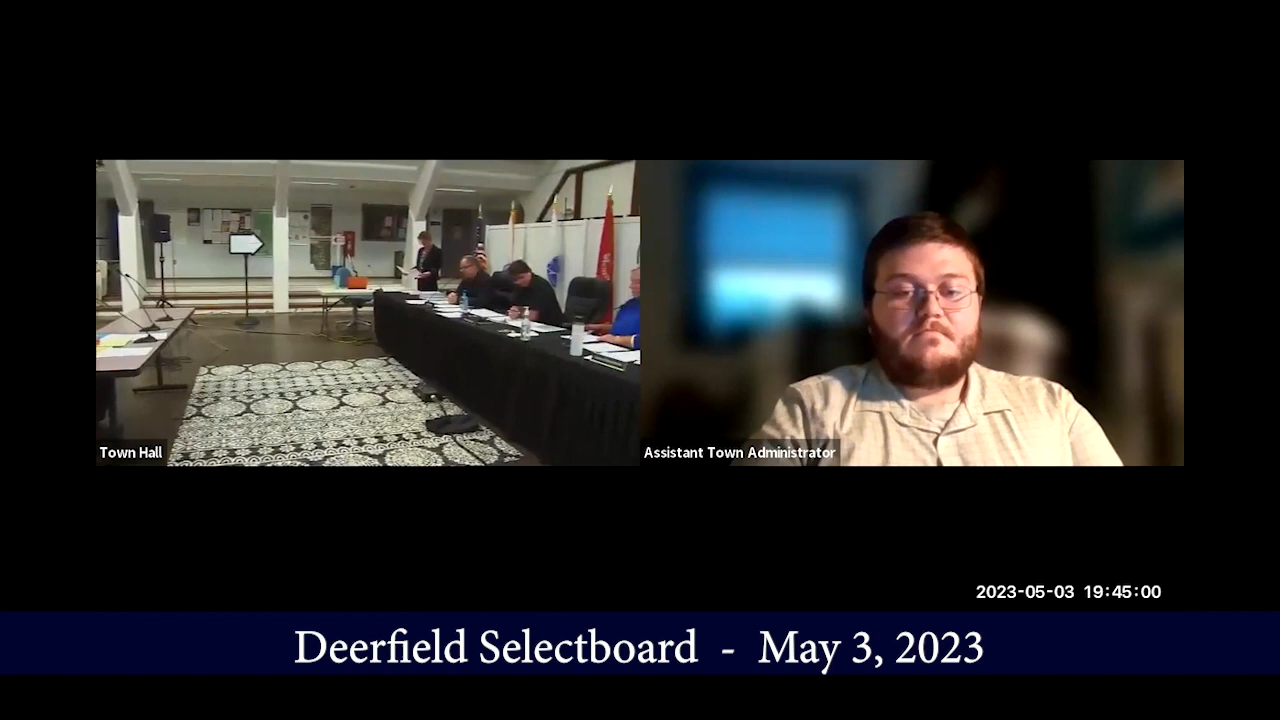 Town Hall
Assistant Town Administrator
2023-05-03 19:45:00
Deerfield Selectboard - May 3, 2023